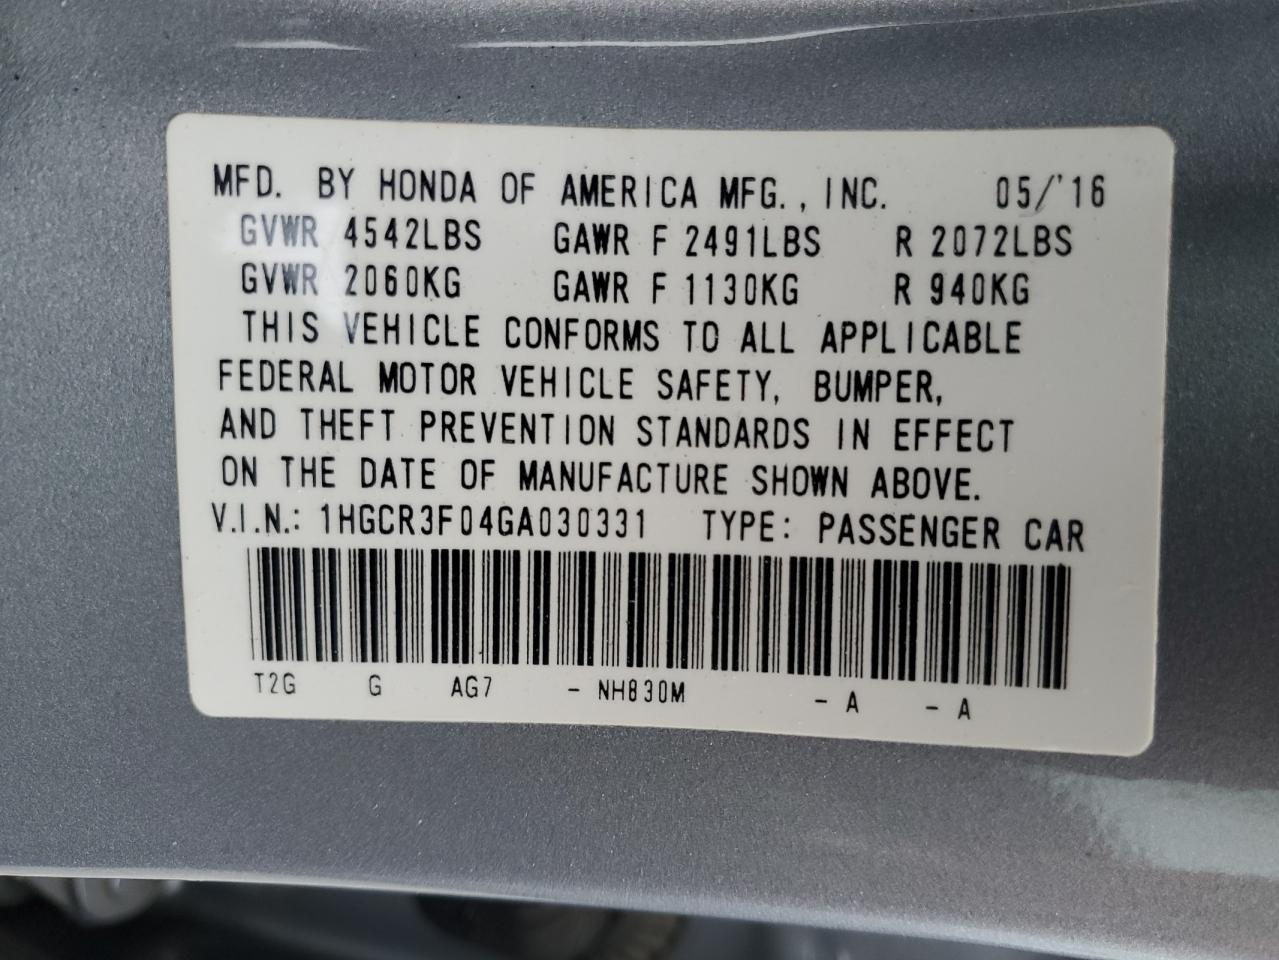 MFD. BY HONDA OF AMERICA MFG., INC. 05/'16
GVWR 4542LBS GAWR F 2491LBS R 2072LBS
GVWR 2060KG GAWR F 1130KG R 940KG
THIS VEHICLE CONFORMS TO ALL APPLICABLE
FEDERAL MOTOR VEHICLE SAFETY, BUMPER,
AND THEFT PREVENTION STANDARDS IN EFFECT
ON THE DATE OF MANUFACTURE SHOWN ABOVE.
V.I.N.: 1HGCR3F04GA030331 TYPE: PASSENGER CAR
T2G G AG7 - NH830M - A - A